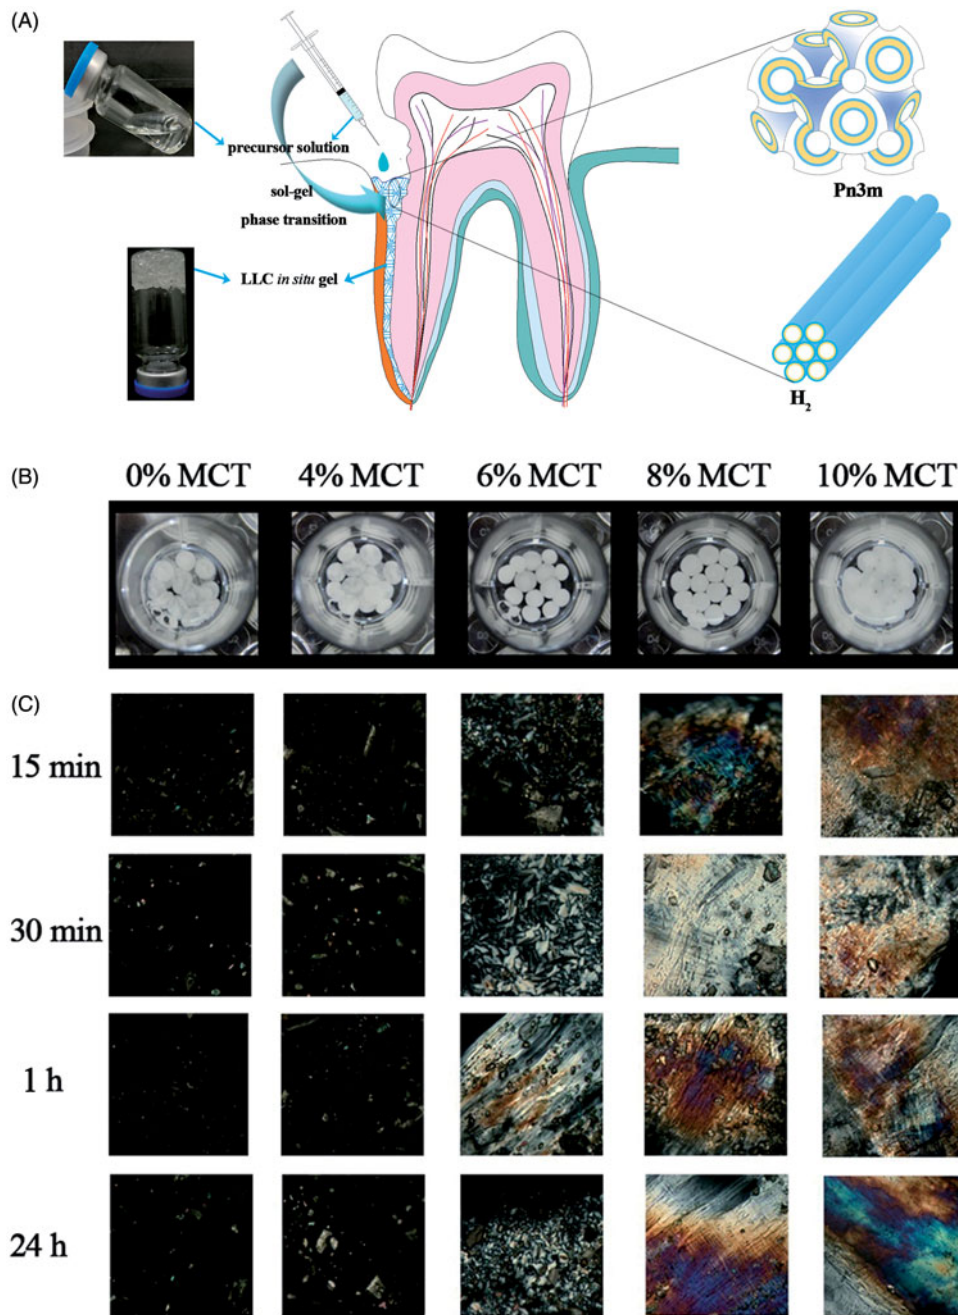 (A)
precursor solution
sol-gel
phase transition
LLC in situ gel
Pn3m
H2
(B)
0% MCT 4% MCT 6% MCT 8% MCT 10% MCT
(C)
15 min
30 min
1 h
24 h